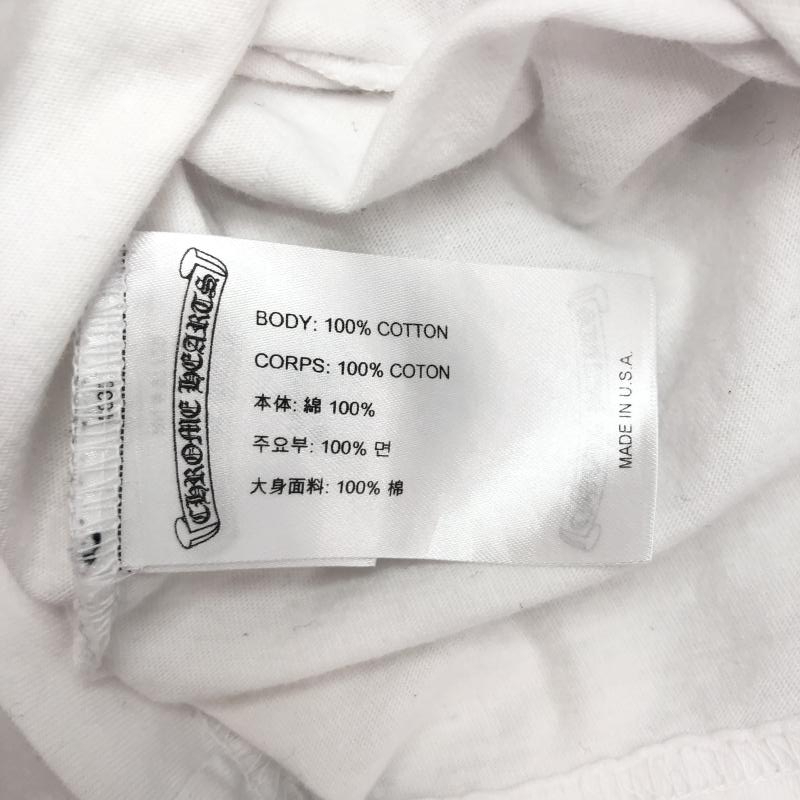 CHROME HEARTS
BODY: 100% COTTON
CORPS: 100% COTON
本体: 綿 100%
주요부: 100% 면
大身面料: 100% 棉
MADE IN U.S.A.